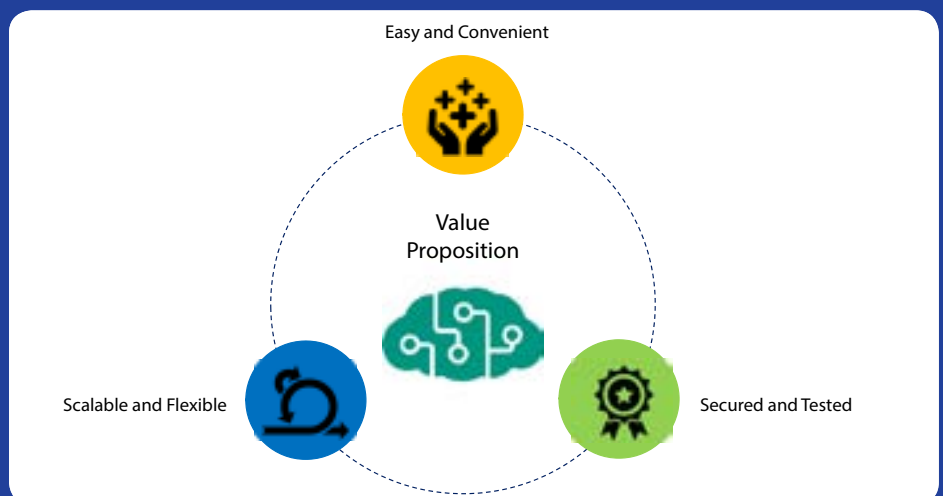 Easy and Convenient
Value
Proposition
Scalable and Flexible
Secured and Tested